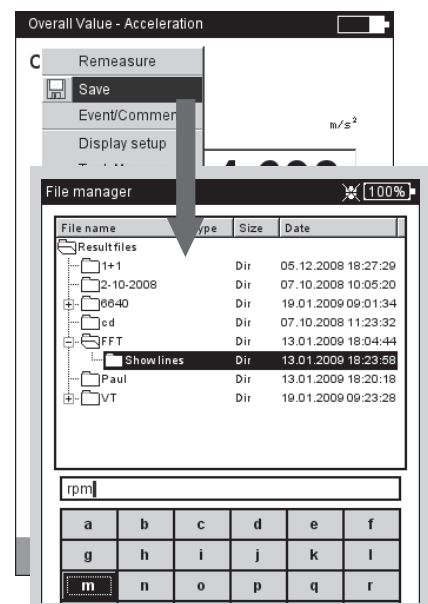 Overall Value - Acceleration
Remeasure
Save
Event/Commen
Display setup
m/s²
File manager 100%
File name ype Size Date
Resultfiles
1+1 Dir 05.12.2008 18:27:29
2-10-2008 Dir 07.10.2008 10:05:20
6640 Dir 19.01.2009 09:01:34
cd Dir 07.10.2008 11:23:32
FFT Dir 13.01.2009 18:04:44
Show lines Dir 13.01.2009 18:23:58
Paul Dir 13.01.2009 18:20:18
VT Dir 19.01.2009 09:23:28
rpm
a b c d e f
g h i j k l
m n o p q r